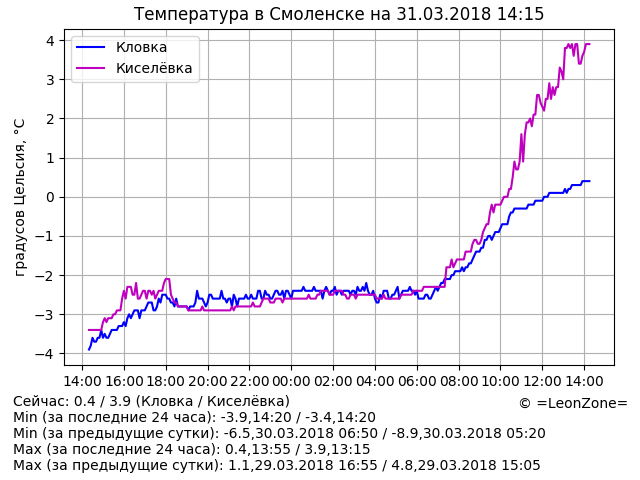 Температура в Смоленске на 31.03.2018 14:15
Кловка
Киселёвка
градусов Цельсия, °C
4
3
2
1
0
−1
−2
−3
−4
14:00 16:00 18:00 20:00 22:00 00:00 02:00 04:00 06:00 08:00 10:00 12:00 14:00
Сейчас: 0.4 / 3.9 (Кловка / Киселёвка)
© =LeonZone=
Min (за последние 24 часа): -3.9,14:20 / -3.4,14:20
Min (за предыдущие сутки): -6.5,30.03.2018 06:50 / -8.9,30.03.2018 05:20
Max (за последние 24 часа): 0.4,13:55 / 3.9,13:15
Max (за предыдущие сутки): 1.1,29.03.2018 16:55 / 4.8,29.03.2018 15:05